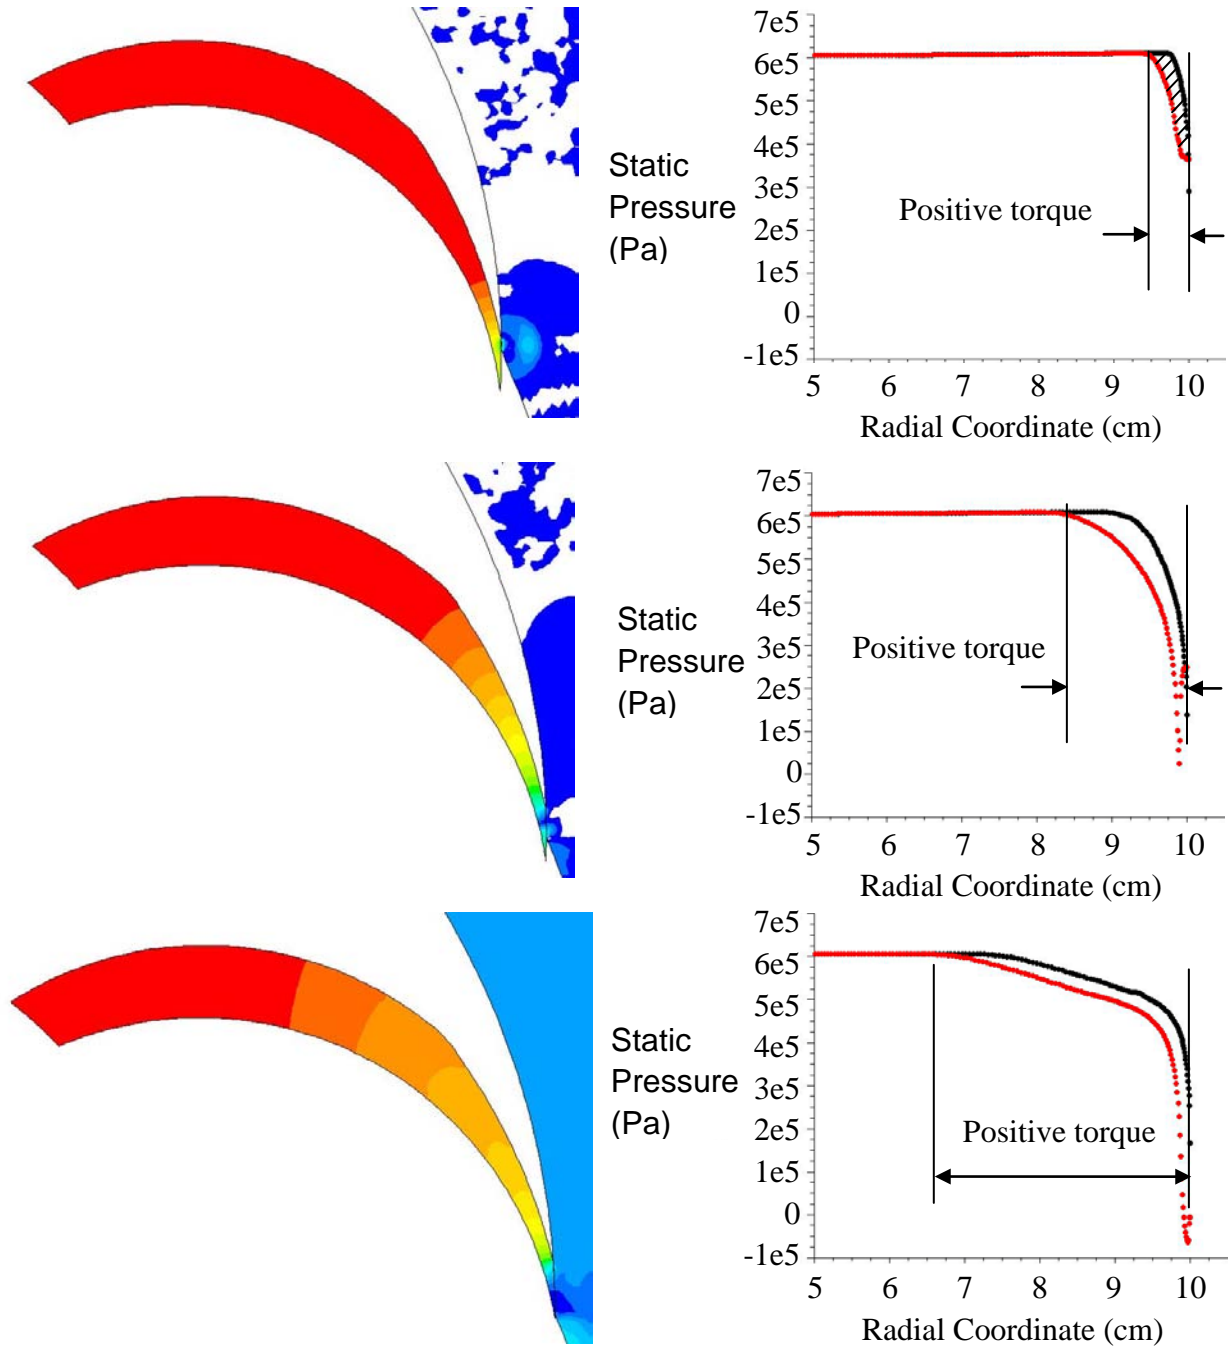 7e5
6e5
5e5
4e5
3e5
2e5
1e5
0
-1e5
Static
Pressure
(Pa)
Positive torque
5 6 7 8 9 10
Radial Coordinate (cm)
7e5
6e5
5e5
4e5
3e5
2e5
1e5
0
-1e5
Static
Pressure
(Pa)
Positive torque
5 6 7 8 9 10
Radial Coordinate (cm)
7e5
6e5
5e5
4e5
3e5
2e5
1e5
0
-1e5
Static
Pressure
(Pa)
Positive torque
5 6 7 8 9 10
Radial Coordinate (cm)